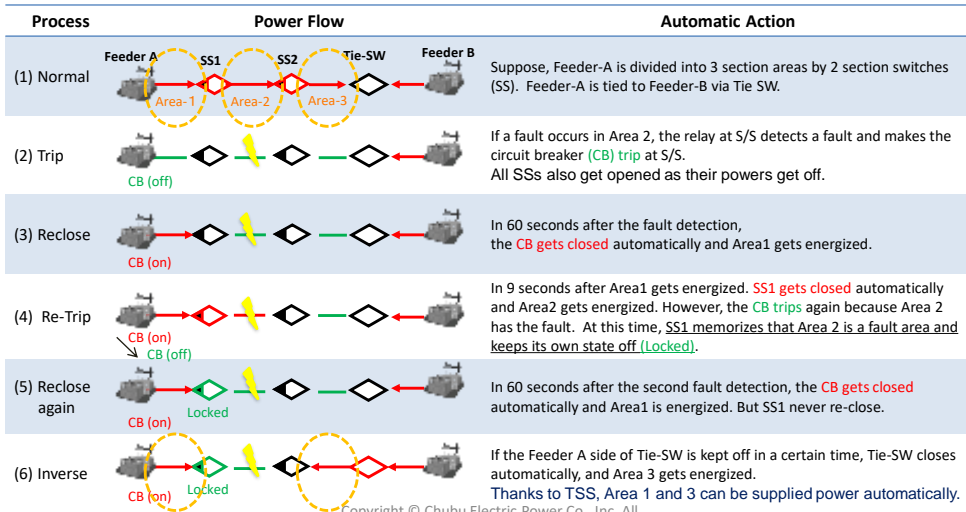 Process Power Flow Automatic Action
Feeder A SS1 SS2 Tie-SW Feeder B
(1) Normal
Area-1 Area-2 Area-3
Suppose, Feeder-A is divided into 3 section areas by 2 section switches
(SS). Feeder-A is tied to Feeder-B via Tie SW.
(2) Trip
CB (off)
If a fault occurs in Area 2, the relay at S/S detects a fault and makes the
circuit breaker (CB) trip at S/S.
All SSs also get opened as their powers get off.
(3) Reclose
CB (on)
In 60 seconds after the fault detection,
the CB gets closed automatically and Area1 gets energized.
(4) Re-Trip
CB (on)
CB (off)
In 9 seconds after Area1 gets energized. SS1 gets closed automatically
and Area2 gets energized. However, the CB trips again because Area 2
has the fault. At this time, SS1 memorizes that Area 2 is a fault area and
keeps its own state off (Locked).
(5) Reclose
again
Locked
CB (on)
In 60 seconds after the second fault detection, the CB gets closed
automatically and Area1 is energized. But SS1 never re-close.
(6) Inverse
Locked
CB (on)
If the Feeder A side of Tie-SW is kept off in a certain time, Tie-SW closes
automatically, and Area 3 gets energized.
Thanks to TSS, Area 1 and 3 can be supplied power automatically.
Copyright © Chubu Electric Power Co., Inc. All